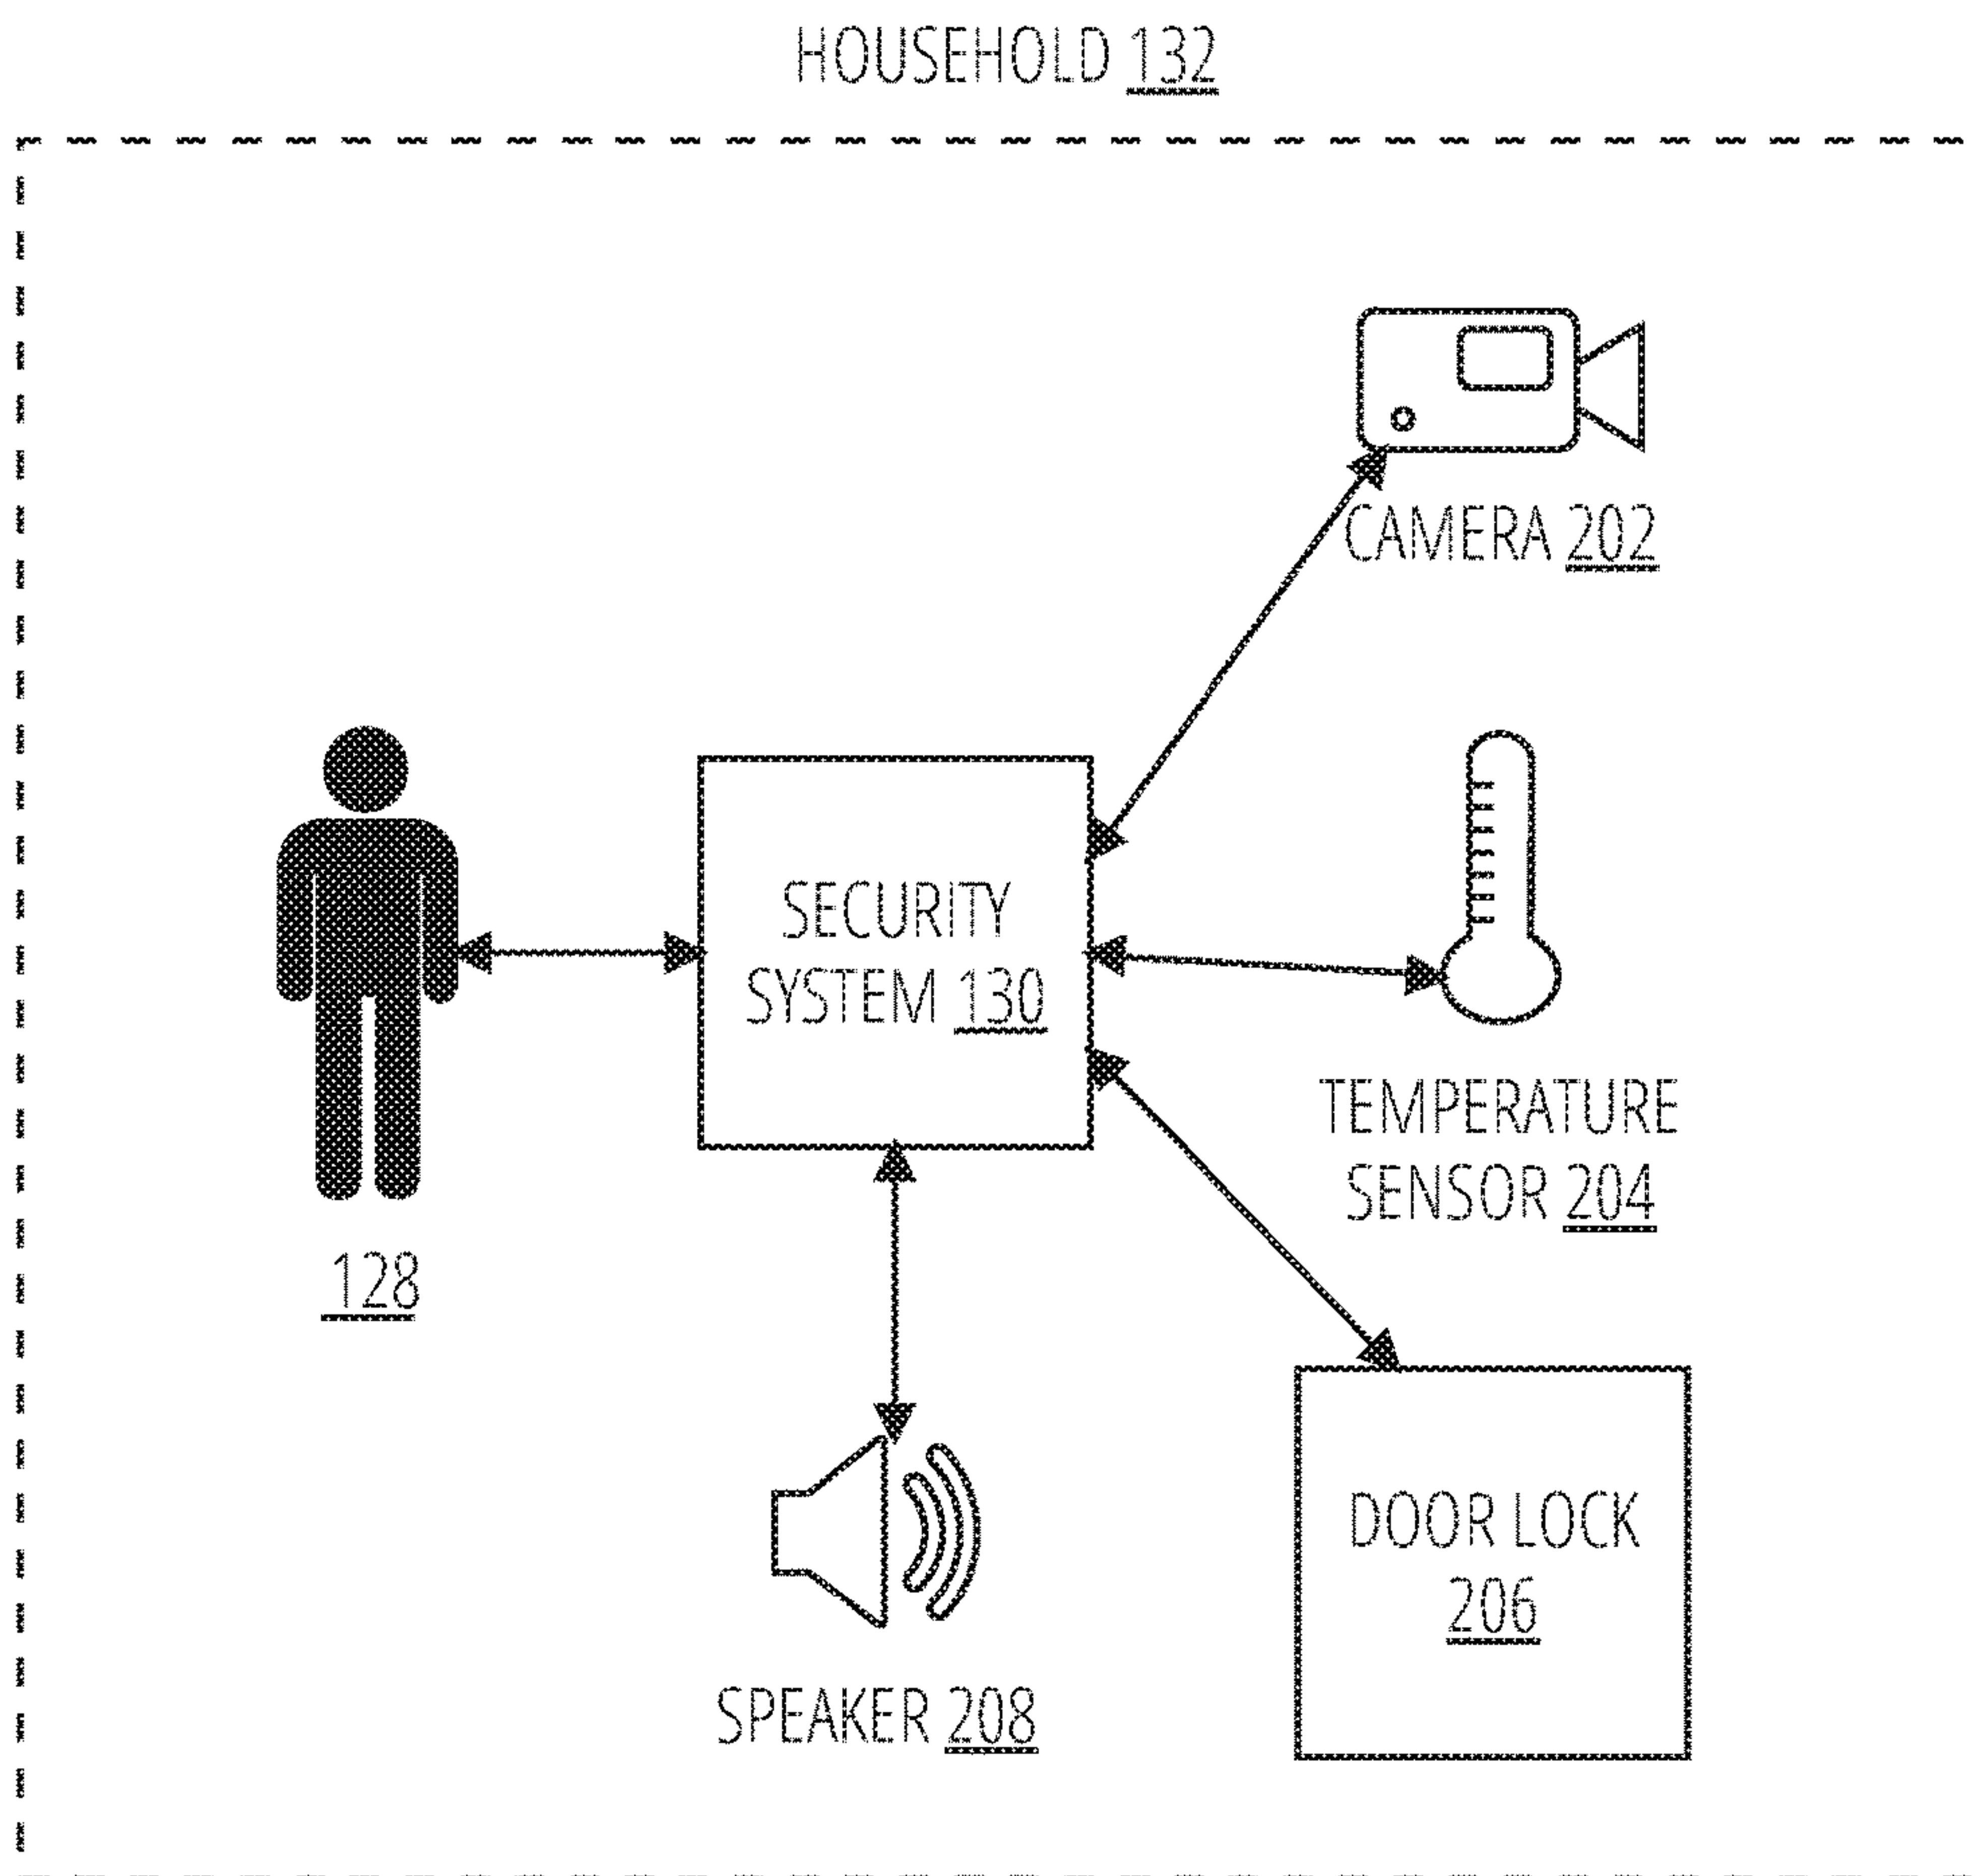 HOUSEHOLD 132
CAMERA 202
SECURITY
SYSTEM 130
TEMPERATURE
SENSOR 204
128
DOOR LOCK
206
SPEAKER 208